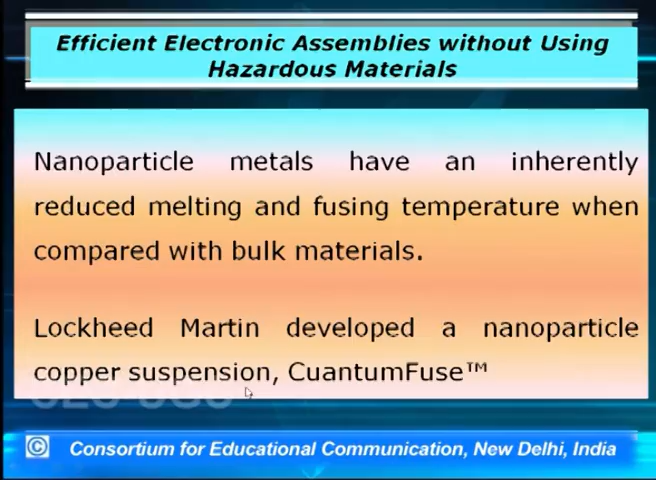 Efficient Electronic Assemblies without Using
Hazardous Materials
Nanoparticle metals have an inherently
reduced melting and fusing temperature when
compared with bulk materials.
Lockheed Martin developed a nanoparticle
copper suspension, CuantumFuse™
© Consortium for Educational Communication, New Delhi, India